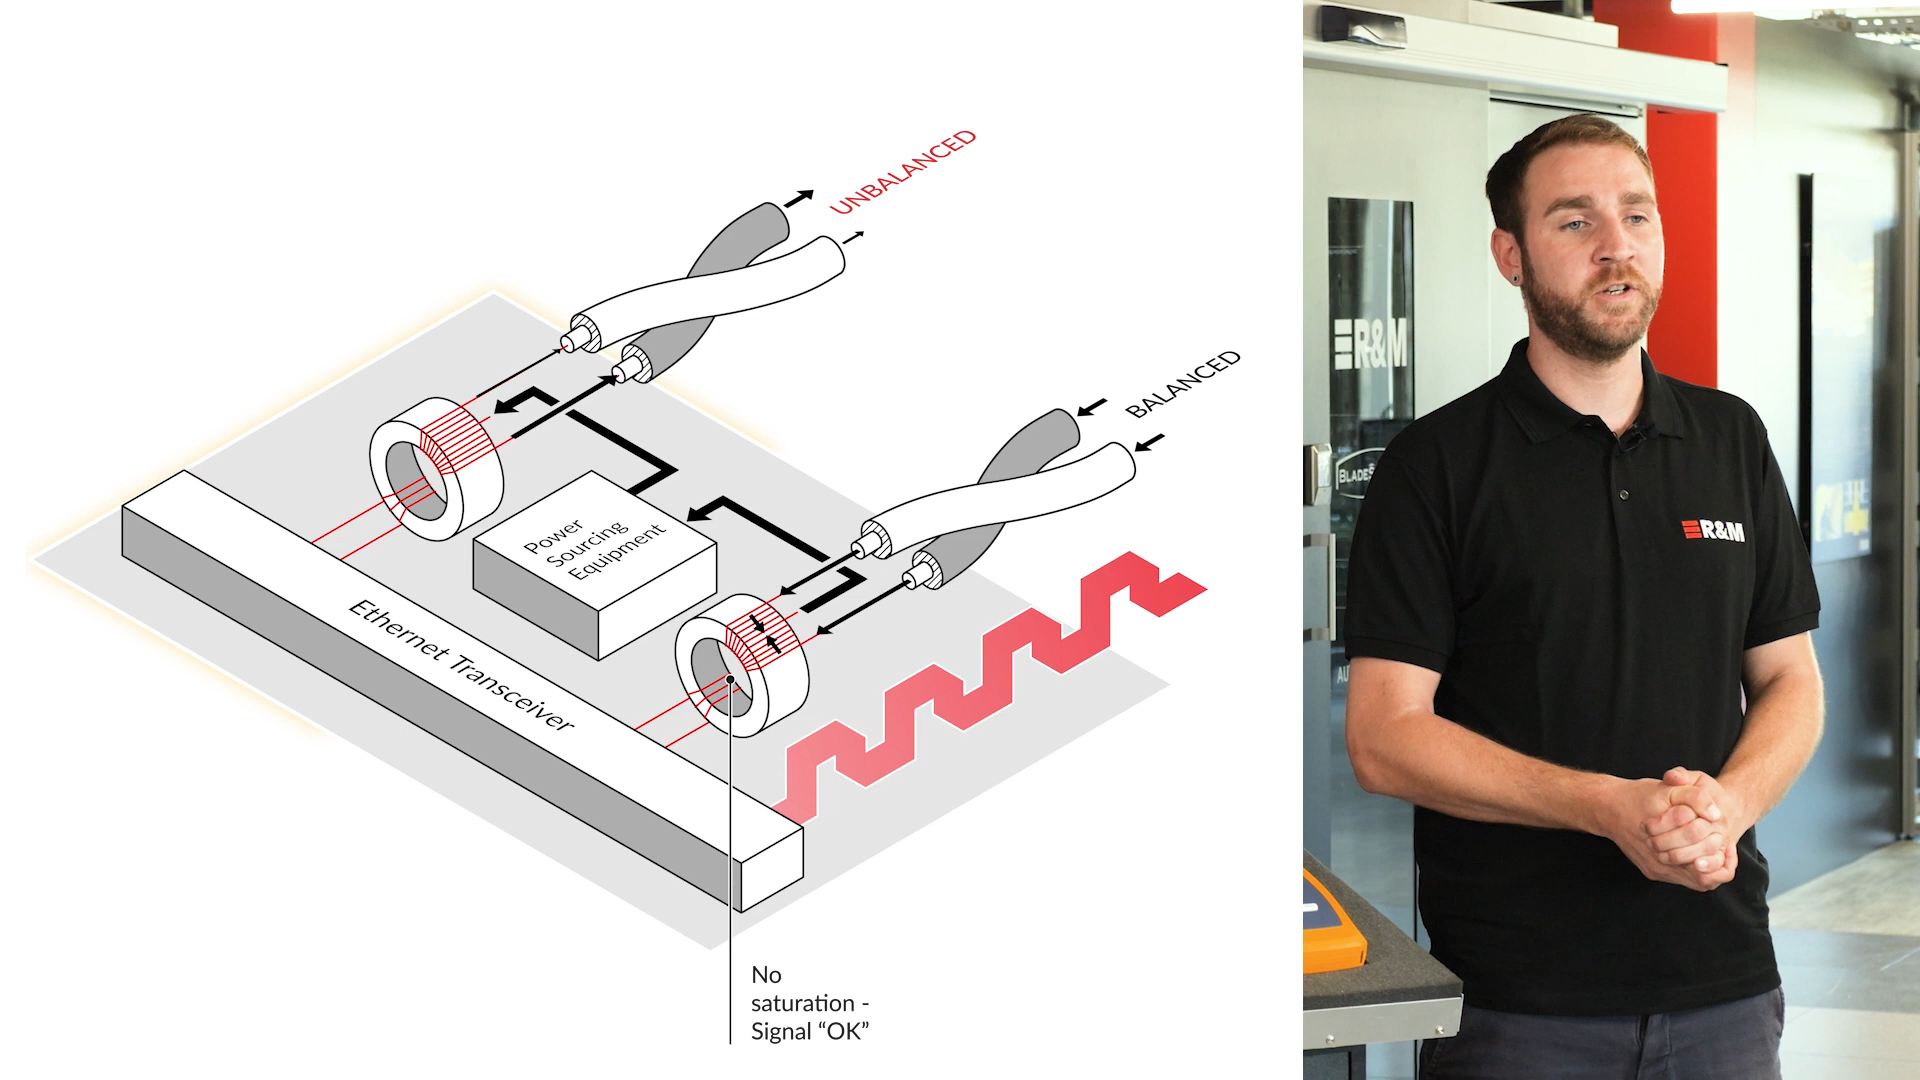 UNBALANCED
BALANCED
Power
Sourcing
Equipment
Ethernet Transceiver
No
saturation -
Signal “OK”
R&M
R&M